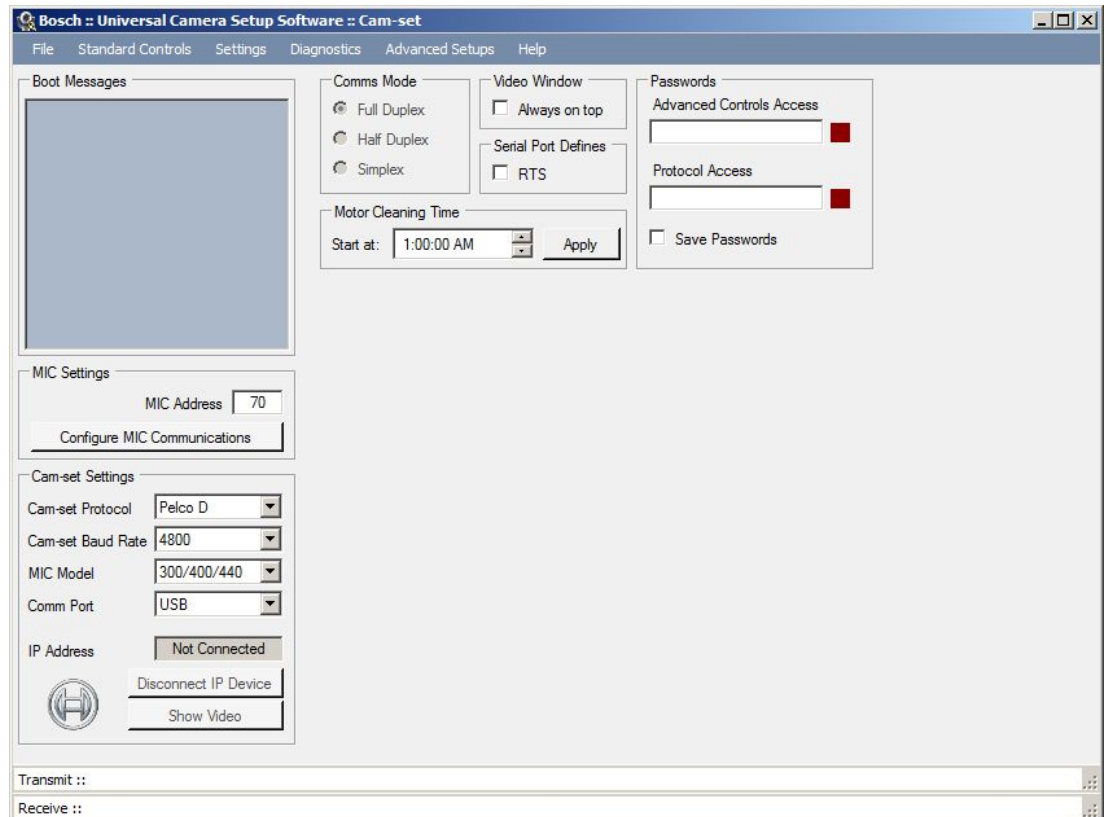 Bosch :: Universal Camera Setup Software :: Cam-set
File Standard Controls Settings Diagnostics Advanced Setups Help
Boot Messages
Comms Mode
Full Duplex
Half Duplex
Simplex
Video Window
Always on top
Serial Port Defines
RTS
Motor Cleaning Time
Start at: 1:00:00 AM Apply
Passwords
Advanced Controls Access
Protocol Access
Save Passwords
MIC Settings
MIC Address 70
Configure MIC Communications
Cam-set Settings
Cam-set Protocol Pelco D
Cam-set Baud Rate 4800
MIC Model 300/400/440
Comm Port USB
IP Address Not Connected
Disconnect IP Device
Show Video
Transmit ::
Receive ::